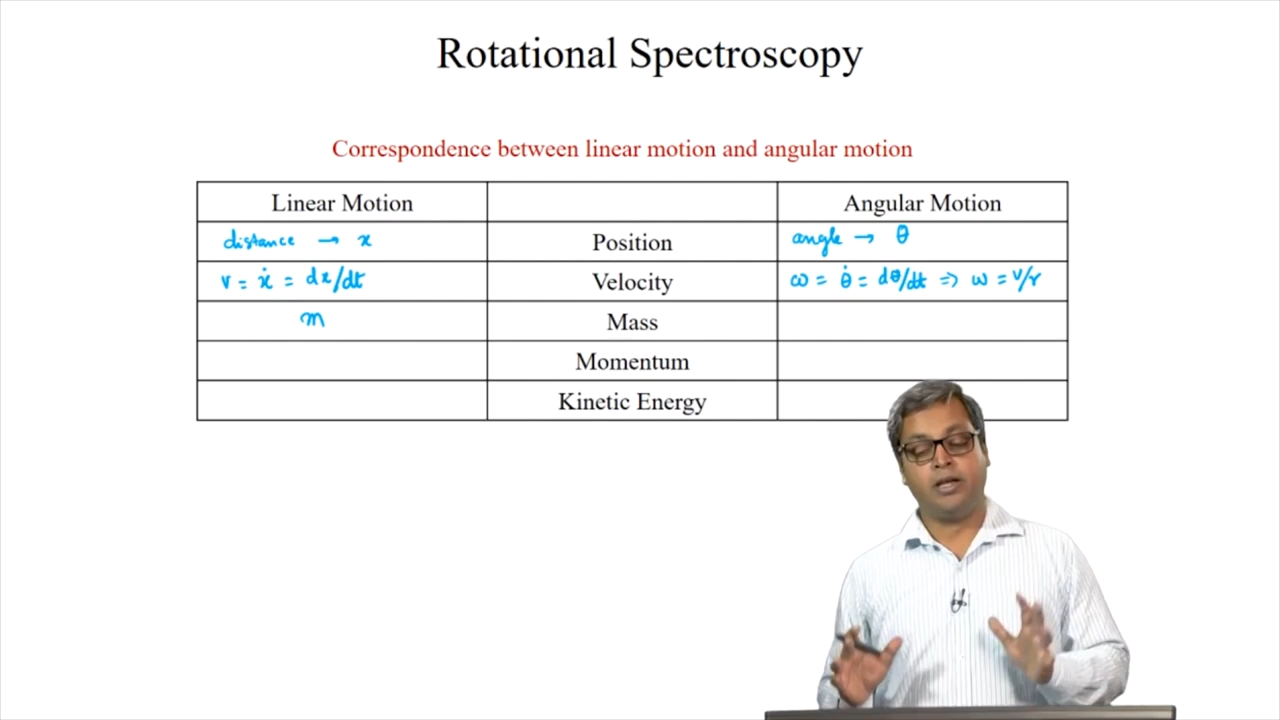 Rotational Spectroscopy
Correspondence between linear motion and angular motion
Linear Motion Angular Motion
distance → x Position angle → θ
v = ẋ = dx/dt Velocity ω = θ̇ = dθ/dt ⇒ ω = v/r
m Mass
Momentum
Kinetic Energy